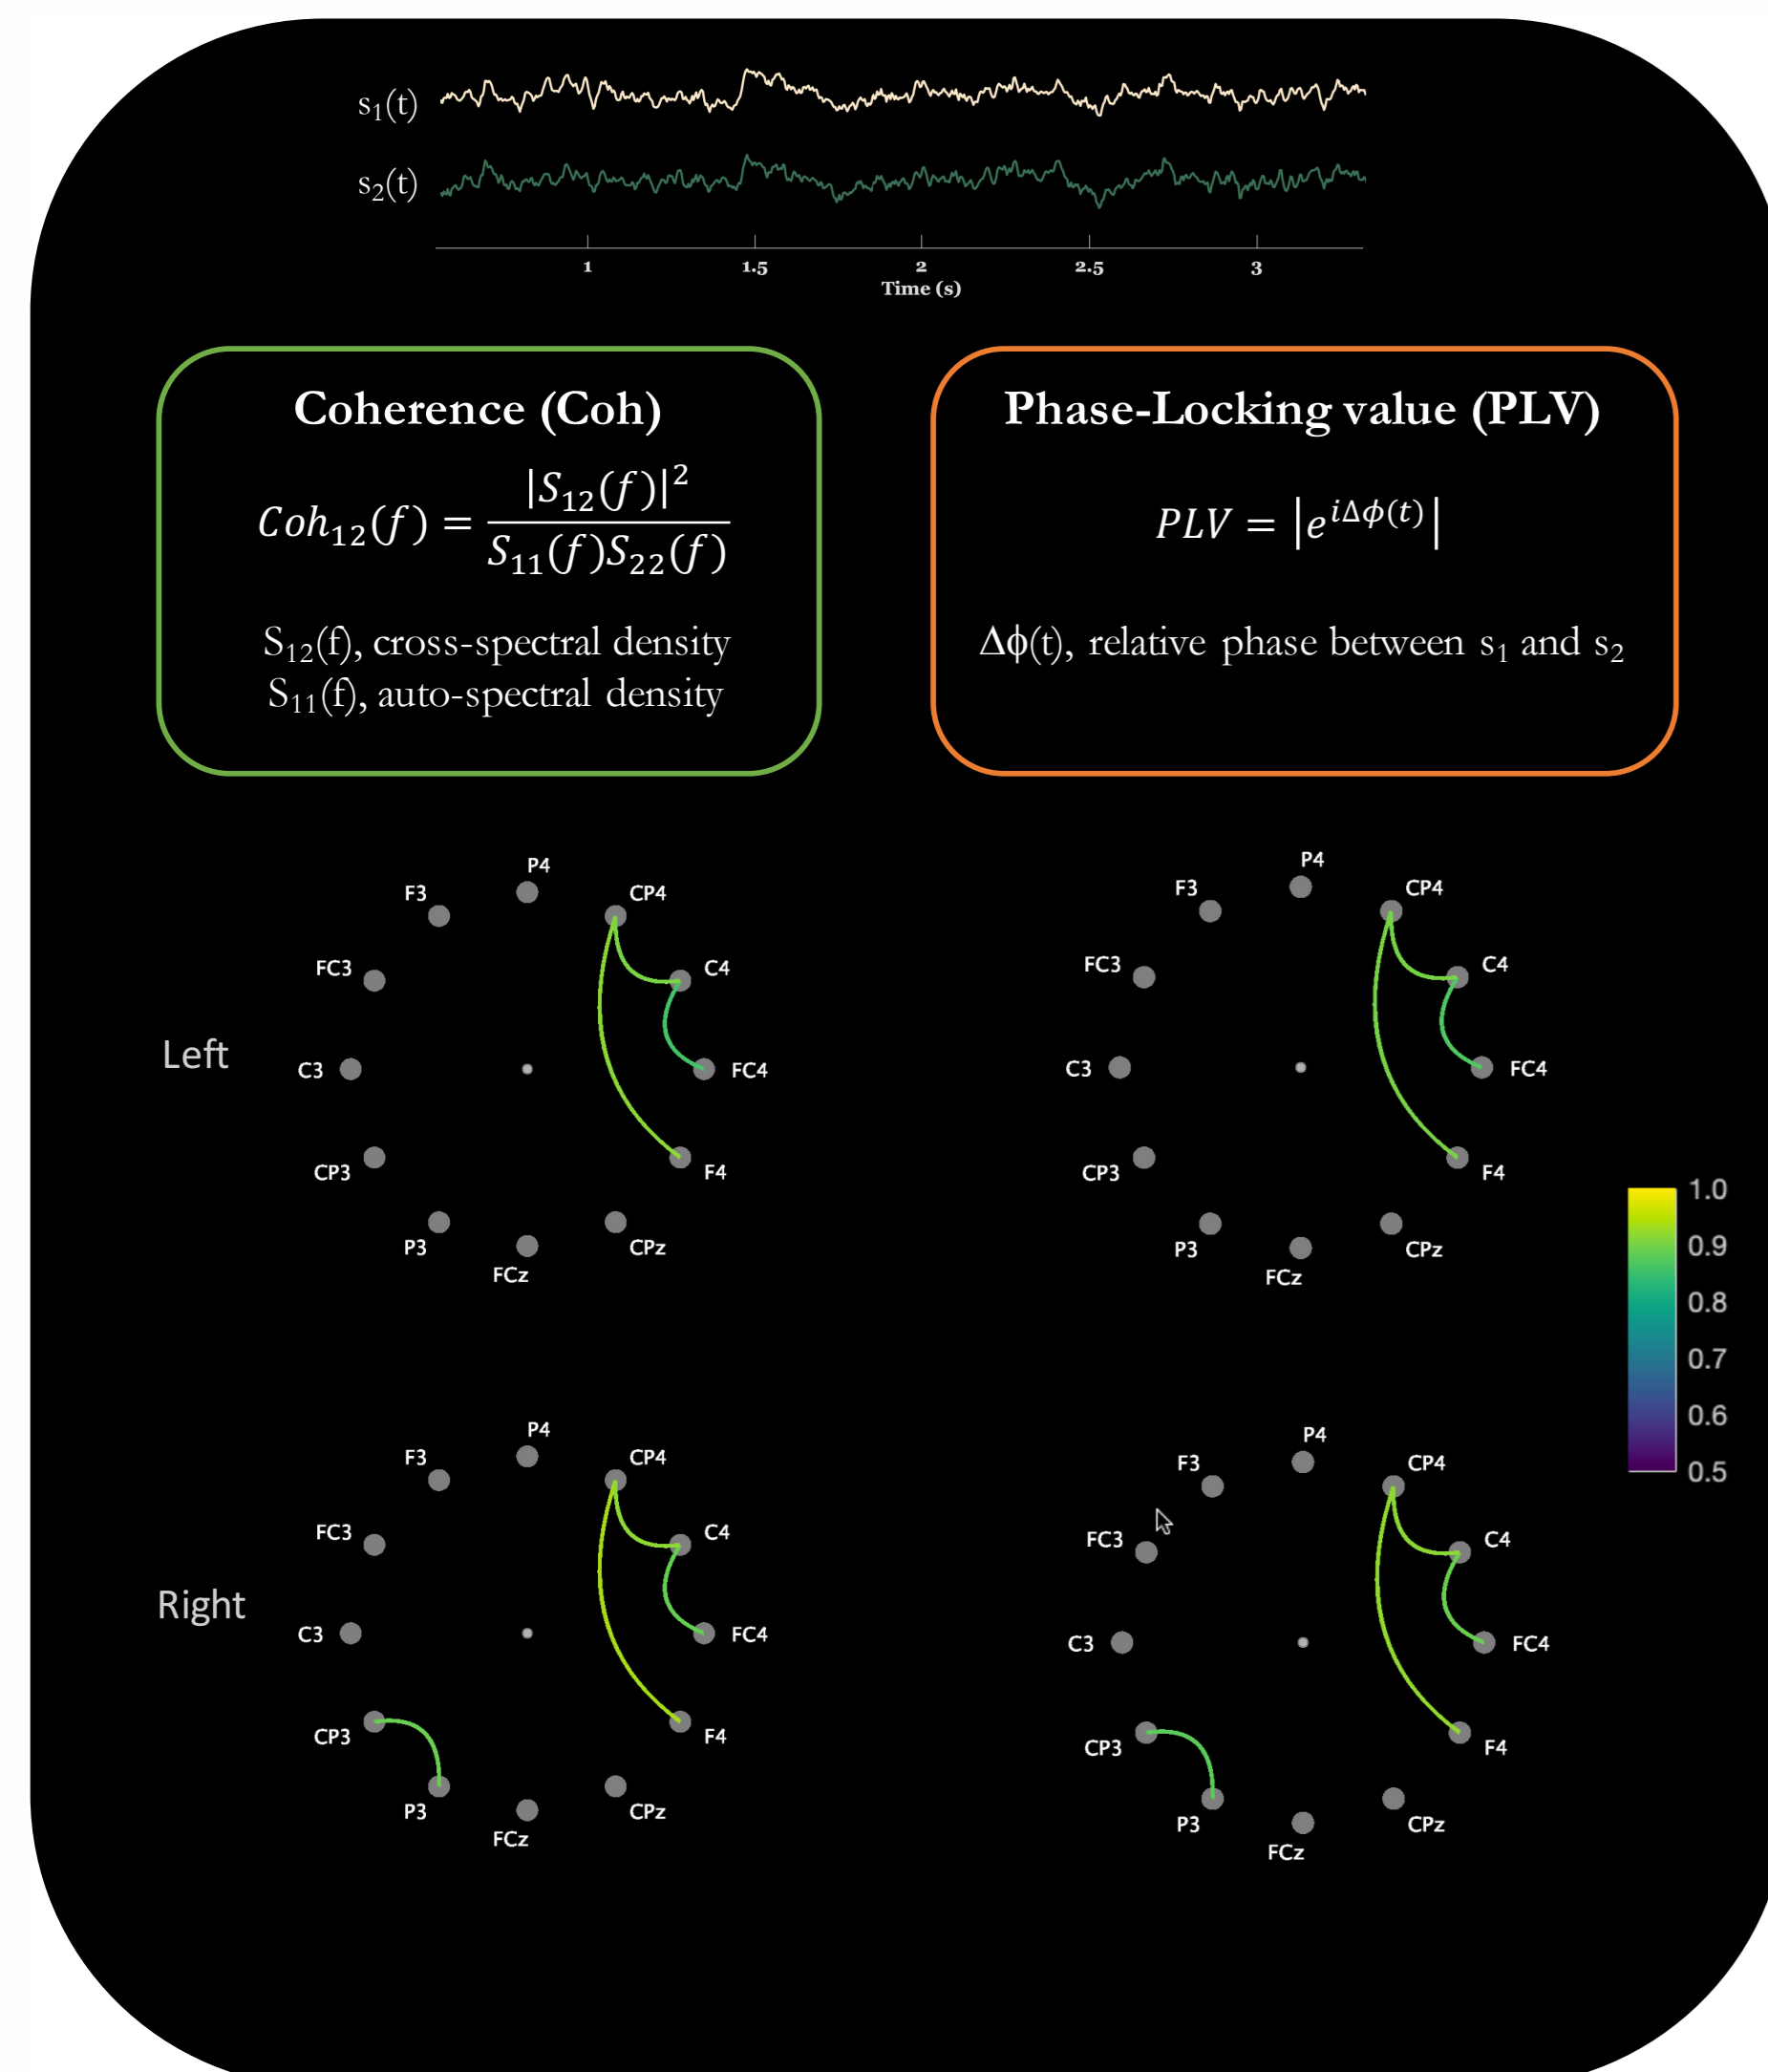 s₁(t)
s₂(t)
1 1.5 2 2.5 3
Time (s)
Coherence (Coh)
Coh₁₂(f) = |S₁₂(f)|² / S₁₁(f)S₂₂(f)
S₁₂(f), cross-spectral density
S₁₁(f), auto-spectral density
Phase-Locking value (PLV)
PLV = |e^{iΔϕ(t)}|
Δϕ(t), relative phase between s₁ and s₂
Left
P4
F3 CP4
FC3 C4
C3 FC4
CP3 F4
P3 CPz
FCz
P4
F3 CP4
FC3 C4
C3 FC4
CP3 F4
P3 CPz
FCz
1.0
0.9
0.8
0.7
0.6
0.5
Right
P4
F3 CP4
FC3 C4
C3 FC4
CP3 F4
P3 CPz
FCz
P4
F3 CP4
FC3 C4
C3 FC4
CP3 F4
P3 CPz
FCz